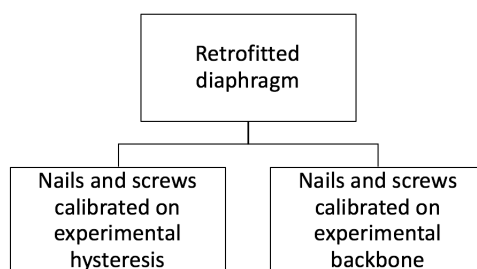 Retrofitted
diaphragm
Nails and screws
calibrated on
experimental
hysteresis
Nails and screws
calibrated on
experimental
backbone